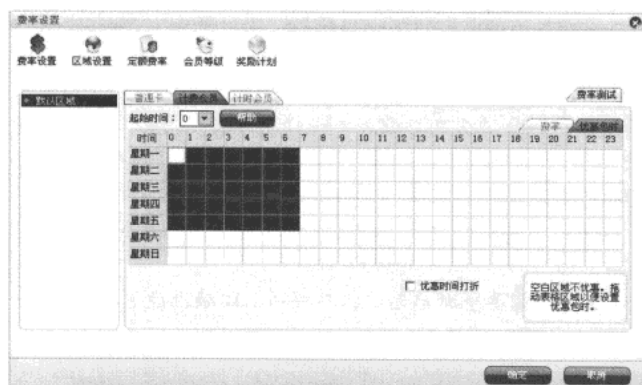 费率设置
费率设置 区域设置 定额费率 会员等级 奖励计划
默认区域
普通卡 计费会员 计时会员 费率测试
起始时间：0 帮助 费率 优惠包时
时间 0 1 2 3 4 5 6 7 8 9 10 11 12 13 14 15 16 17 18 19 20 21 22 23
星期一
星期二
星期三
星期四
星期五
星期六
星期日
优惠时间打折
空白区域不优惠。拖
动表格区域以便设置
优惠包时。
确定 取消